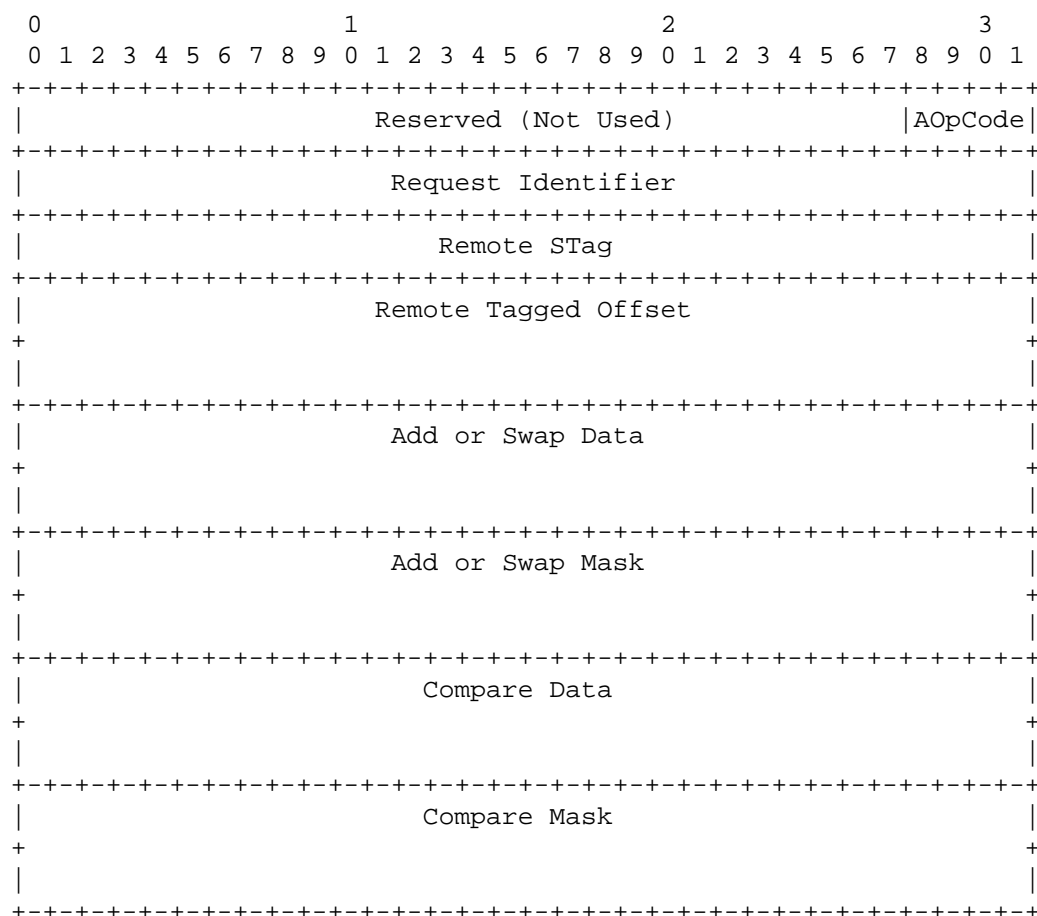 0                   1                   2                   3
 0 1 2 3 4 5 6 7 8 9 0 1 2 3 4 5 6 7 8 9 0 1 2 3 4 5 6 7 8 9 0 1
+-+-+-+-+-+-+-+-+-+-+-+-+-+-+-+-+-+-+-+-+-+-+-+-+-+-+-+-+-+-+-+-+
|                      Reserved (Not Used)              |AOpCode|
+-+-+-+-+-+-+-+-+-+-+-+-+-+-+-+-+-+-+-+-+-+-+-+-+-+-+-+-+-+-+-+-+
|                       Request Identifier                      |
+-+-+-+-+-+-+-+-+-+-+-+-+-+-+-+-+-+-+-+-+-+-+-+-+-+-+-+-+-+-+-+-+
|                          Remote STag                          |
+-+-+-+-+-+-+-+-+-+-+-+-+-+-+-+-+-+-+-+-+-+-+-+-+-+-+-+-+-+-+-+-+
|                      Remote Tagged Offset                     |
+                                                               +
|                                                               |
+-+-+-+-+-+-+-+-+-+-+-+-+-+-+-+-+-+-+-+-+-+-+-+-+-+-+-+-+-+-+-+-+
|                       Add or Swap Data                        |
+                                                               +
|                                                               |
+-+-+-+-+-+-+-+-+-+-+-+-+-+-+-+-+-+-+-+-+-+-+-+-+-+-+-+-+-+-+-+-+
|                       Add or Swap Mask                        |
+                                                               +
|                                                               |
+-+-+-+-+-+-+-+-+-+-+-+-+-+-+-+-+-+-+-+-+-+-+-+-+-+-+-+-+-+-+-+-+
|                         Compare Data                          |
+                                                               +
|                                                               |
+-+-+-+-+-+-+-+-+-+-+-+-+-+-+-+-+-+-+-+-+-+-+-+-+-+-+-+-+-+-+-+-+
|                         Compare Mask                          |
+                                                               +
|                                                               |
+-+-+-+-+-+-+-+-+-+-+-+-+-+-+-+-+-+-+-+-+-+-+-+-+-+-+-+-+-+-+-+-+